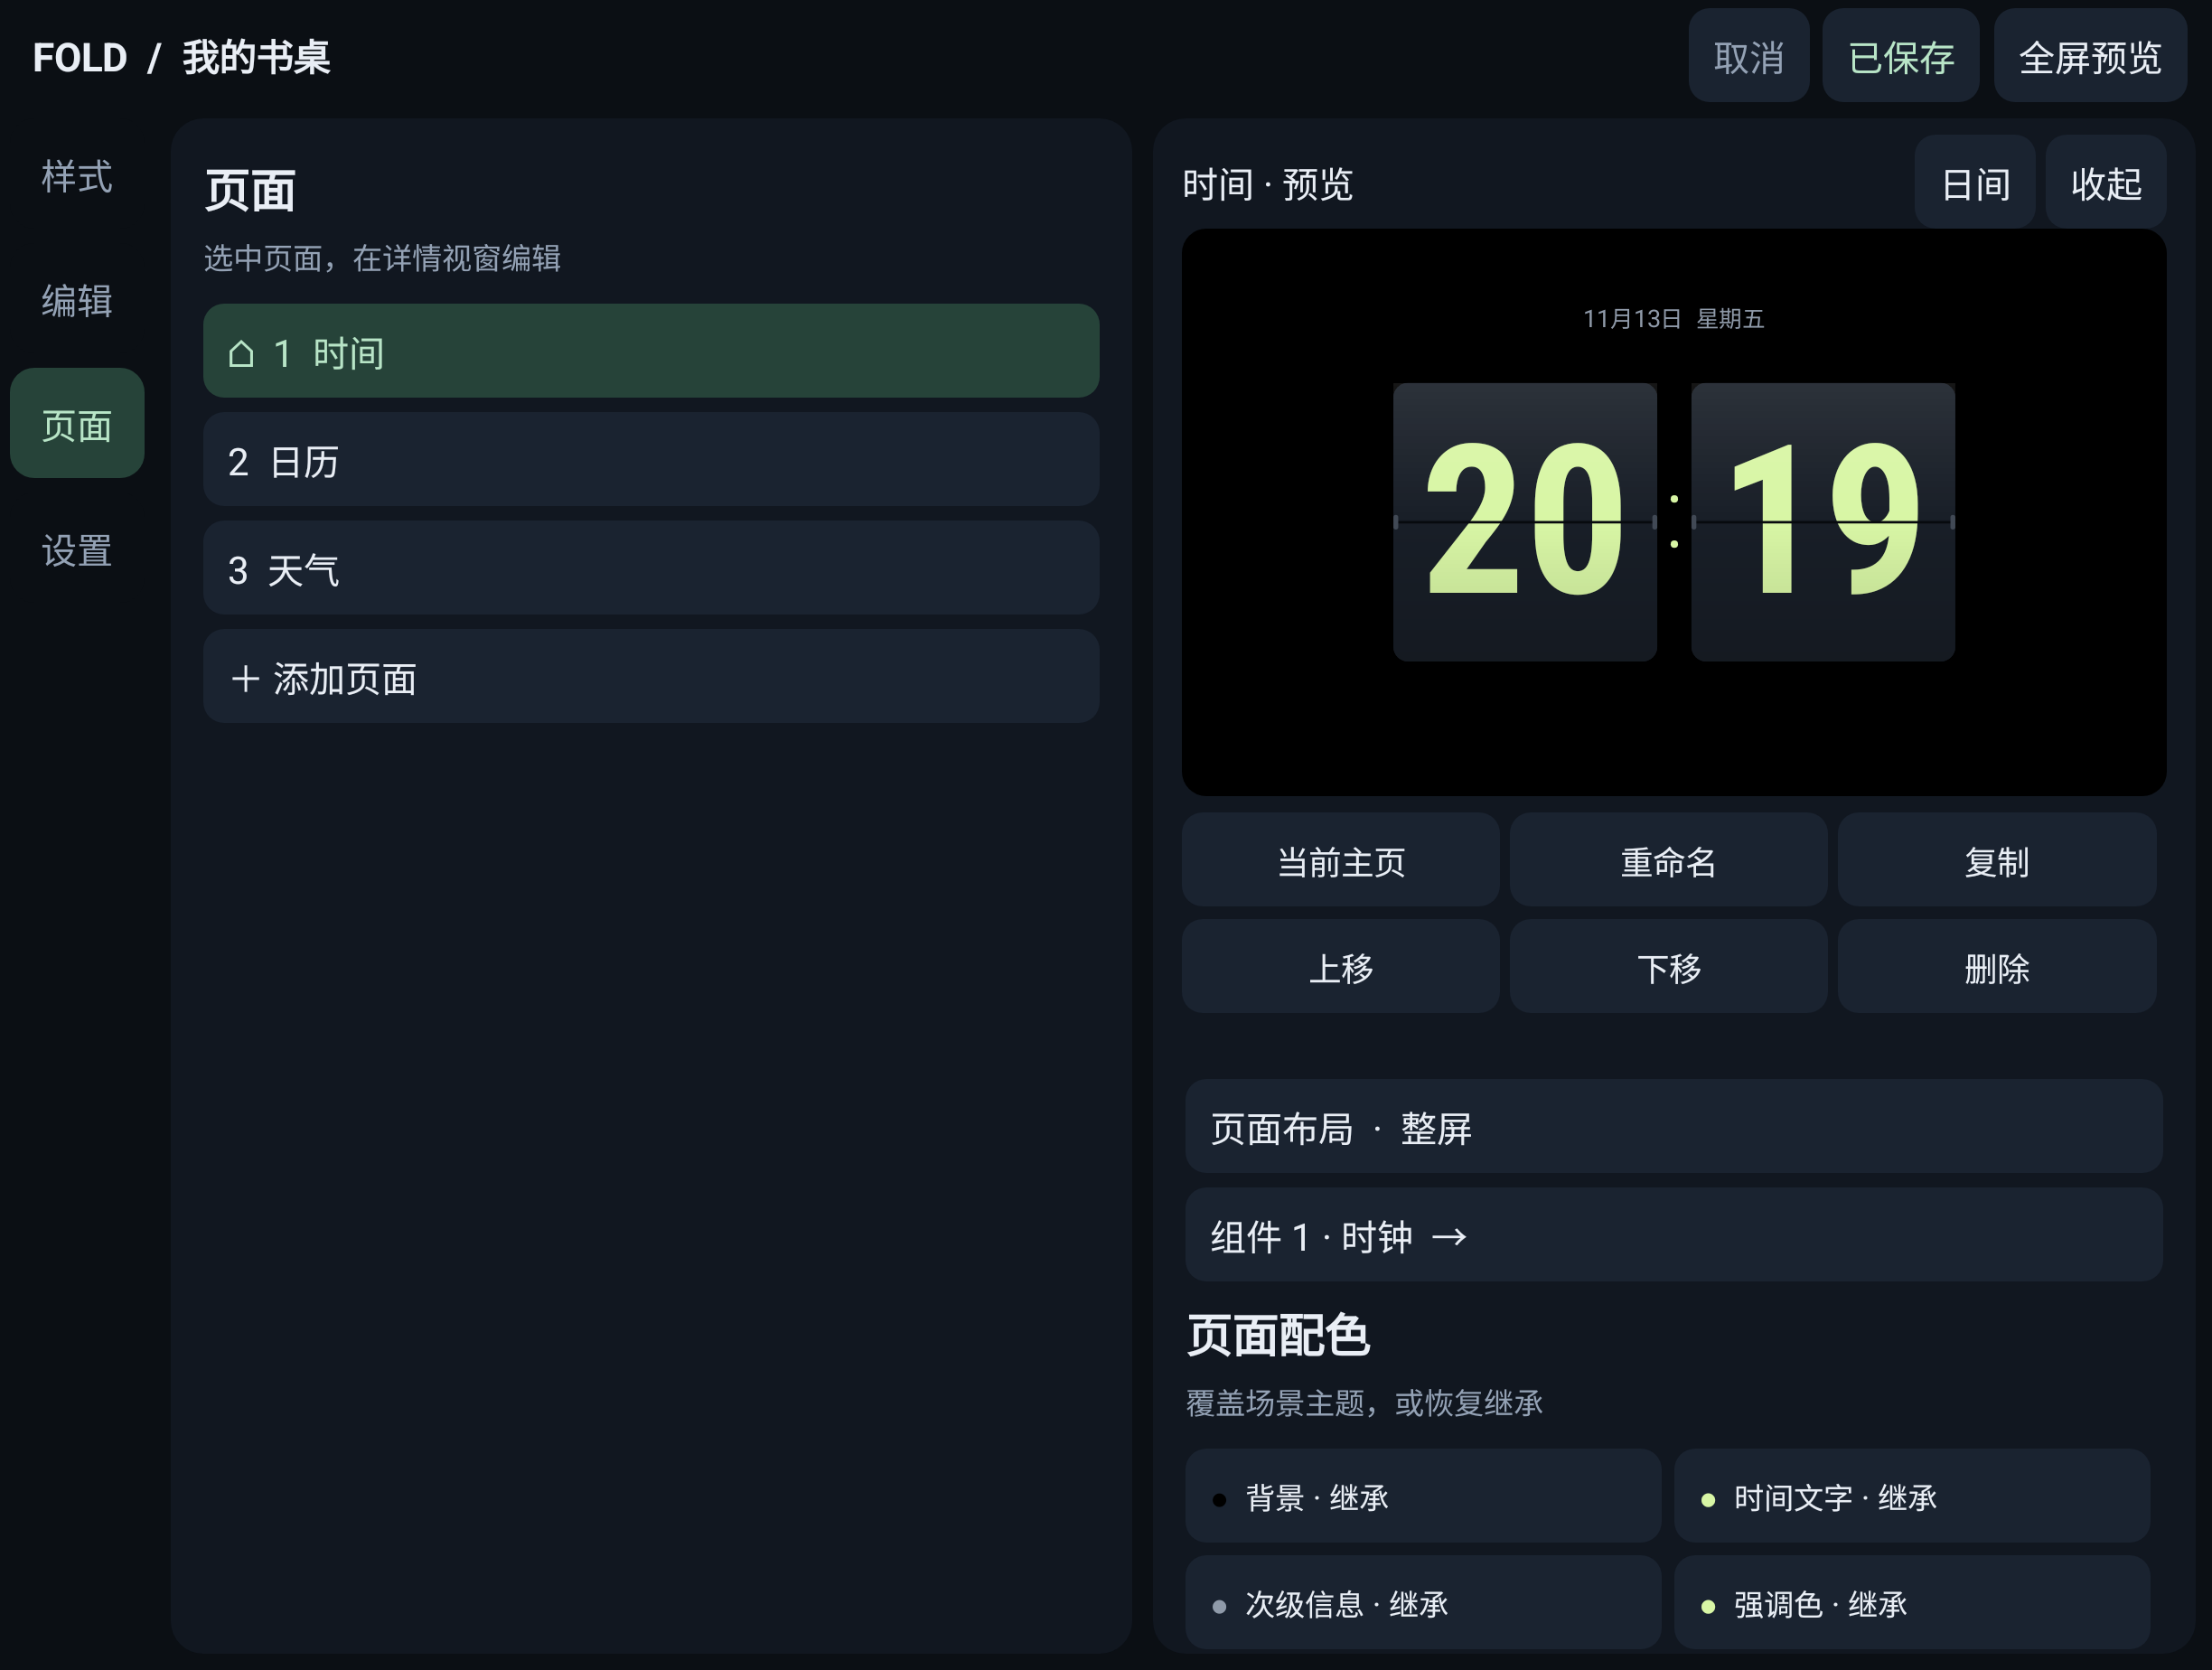 FOLD / 我的书桌
取消
已保存
全屏预览
样式
编辑
页面
设置
页面
选中页面，在详情视窗编辑
1 时间
2 日历
3 天气
＋ 添加页面
时间 · 预览
日间
收起
11月13日 星期五
20:19
当前主页
重命名
复制
上移
下移
删除
页面布局 · 整屏
组件 1 · 时钟 →
页面配色
覆盖场景主题，或恢复继承
背景 · 继承
时间文字 · 继承
次级信息 · 继承
强调色 · 继承